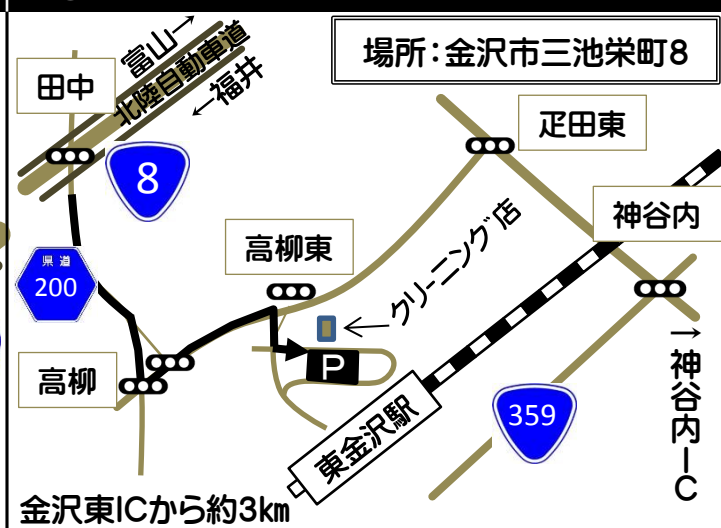 場所：金沢市三池栄町8
富山→
北陸自動車道
←福井
田中
8
疋田東
神谷内
高柳東
クリーニング店
県道
200
P
高柳
359
東金沢駅
→神谷内IC
金沢東ICから約3km